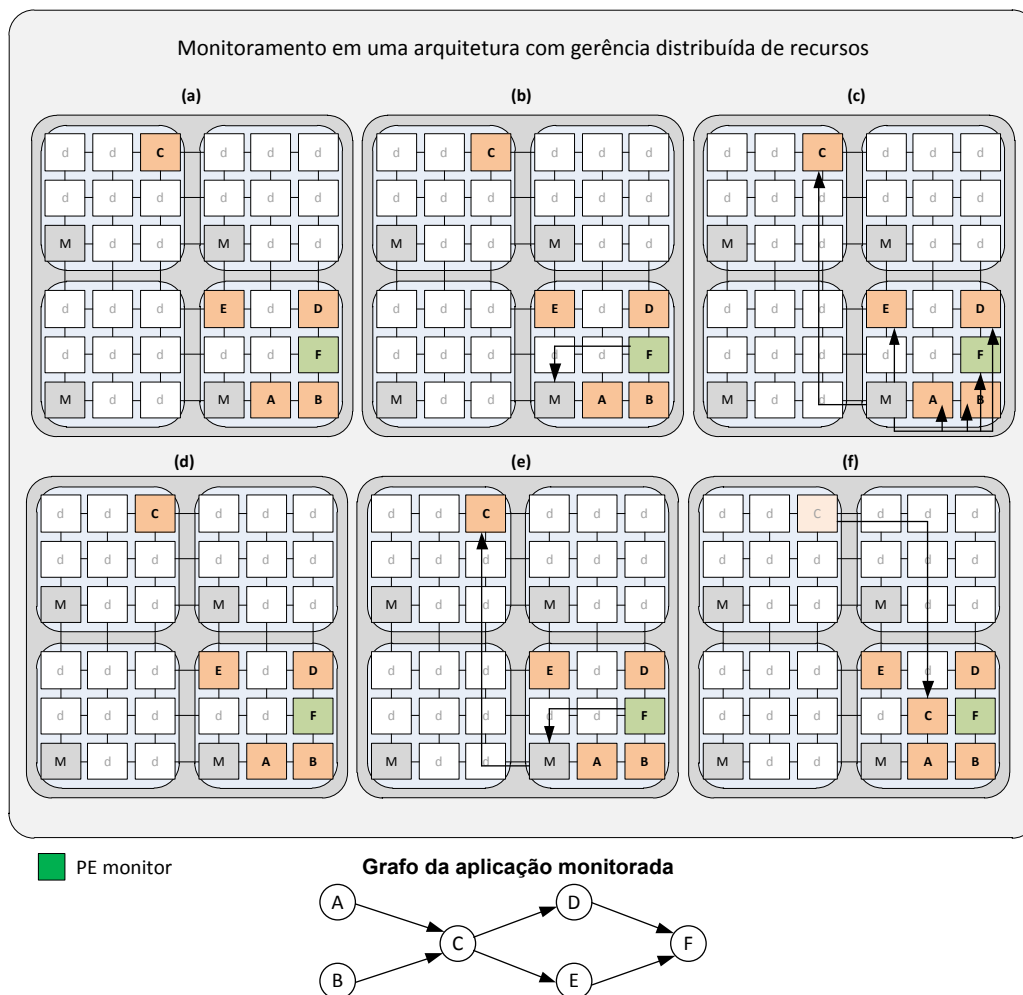 Monitoramento em uma arquitetura com gerência distribuída de recursos
(a) (b) (c)
d d C d d d d d C d d d d d C d d d
d d d d d d d d d d d d d d d d d d
M d d M d d M d d M d d M d d M d d
d d d E d D d d d E d D d d d E d D
d d d d d F d d d d d F d d d d d F
M d d M A B M d d M A B M d d M A B
(d) (e) (f)
d d C d d d d d C d d d d d C d d d
d d d d d d d d d d d d d d d d d d
M d d M d d M d d M d d M d d M d d
d d d E d D d d d E d D d d d E d D
d d d d d F d d d d d F d d d d C F
M d d M A B M d d M A B M d d M A B
PE monitor
Grafo da aplicação monitorada
A D
C F
B E